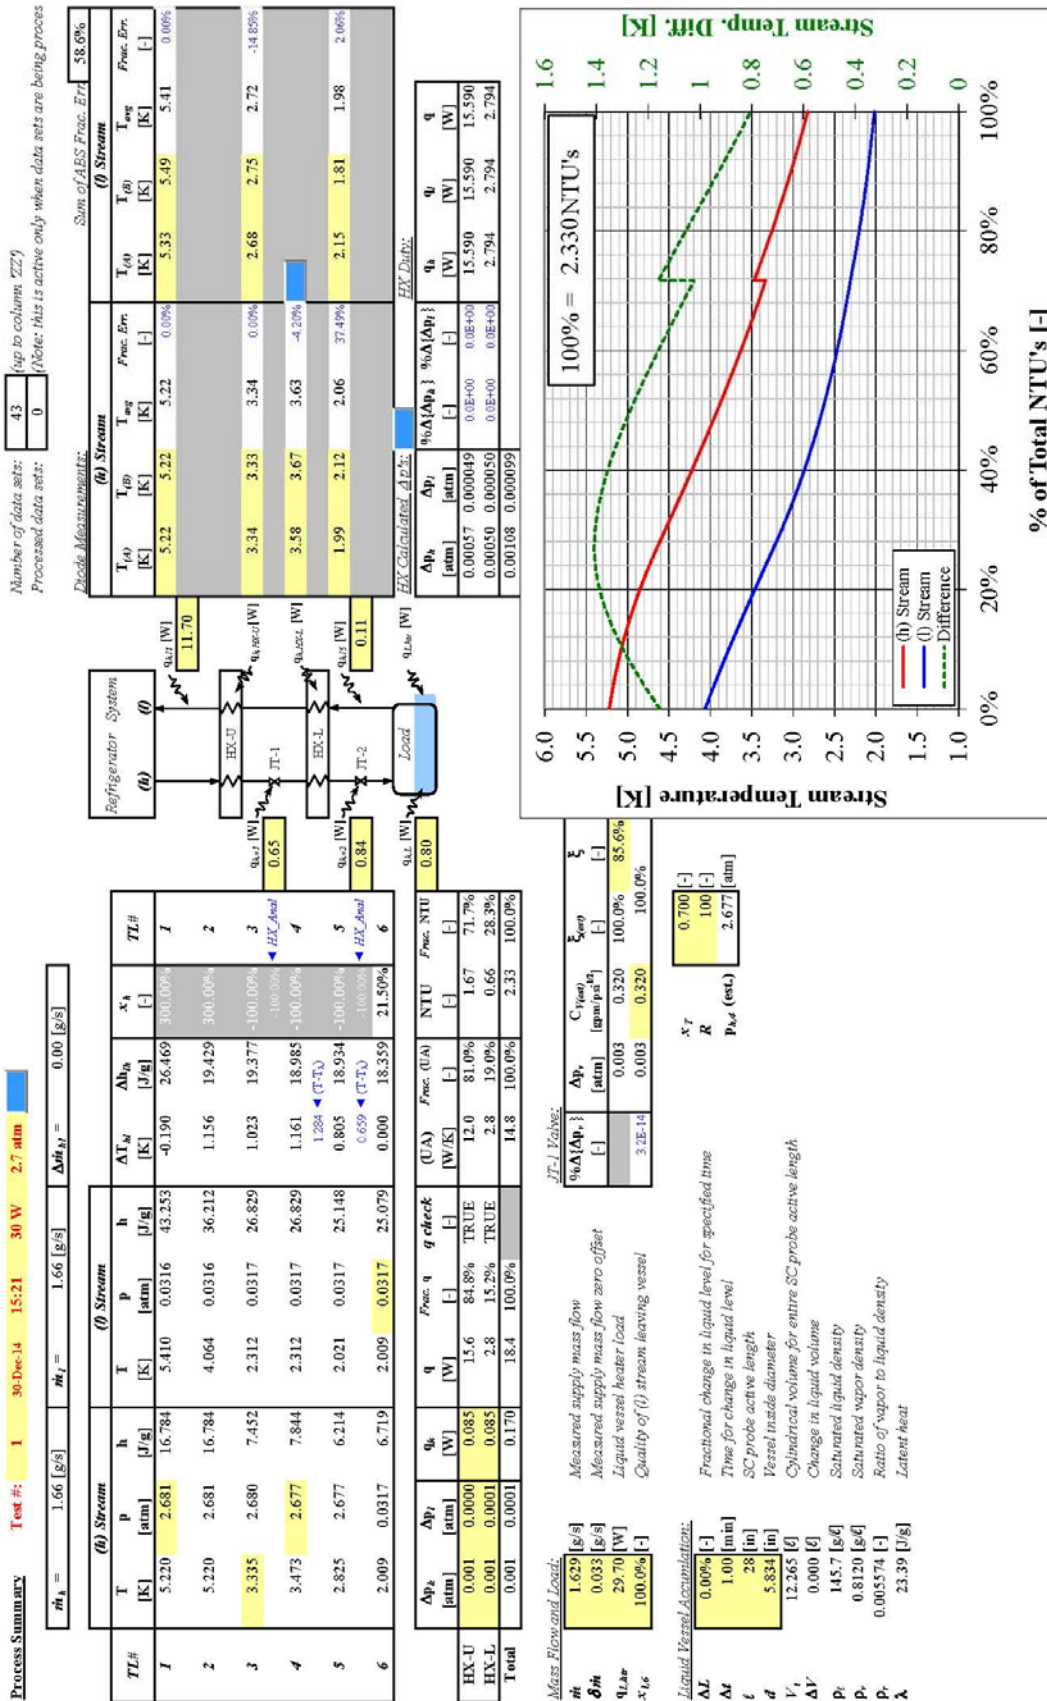 Process Summary Test #: 1 30-Dec-14 15:21 30 W 2.7 atm
Number of data sets: 43 (up to column 'ZZ')
Processed data sets: 0 (Note: this is active only when data sets are being proces
ṁh = 1.66 [g/s] ṁl = 1.66 [g/s] Δṁhl = 0.00 [g/s]
TL# (h) Stream (l) Stream ΔThl Δhlh xh TL#
T p h T p h
[K] [atm] [J/g] [K] [atm] [J/g] [K] [J/g] [-]
1 5.220 2.681 16.784 5.410 0.0316 43.253 -0.190 26.469 300.00% 1
2 5.220 2.681 16.784 4.064 0.0316 36.212 1.156 19.429 300.00% 2
3 3.335 2.680 7.452 2.312 0.0317 26.829 1.023 19.377 -100.00% 3
-100.00% ◄ HX_Anal
4 3.473 2.677 7.844 2.312 0.0317 26.829 1.161 18.985 -100.00% 4
1.284 ◄ (T-Tλ)
5 2.825 2.677 6.214 2.021 0.0317 25.148 0.805 18.934 -100.00% 5
0.659 ◄ (T-Tλ) -100.00% ◄ HX_Anal
6 2.009 0.0317 6.719 2.009 0.0317 25.079 0.000 18.359 21.50% 6
Δph Δpl qk q Frac. q q check (UA) Frac. (UA) NTU Frac. NTU
[atm] [atm] [W] [W] [-] [-] [W/K] [-] [-] [-]
HX-U 0.001 0.0000 0.085 15.6 84.8% TRUE 12.0 81.0% 1.67 71.7%
HX-L 0.001 0.0001 0.085 2.8 15.2% TRUE 2.8 19.0% 0.66 28.3%
Total 0.001 0.0001 0.170 18.4 100.0% 14.8 100.0% 2.33 100.0%
Refrigerator System
(h) (l)
HX-U
JT-1
HX-L
JT-2
Load
qk,l1 [W]
11.70
qk,HX-U [W]
[W]
0.65
qk,HX-L [W]
[W]
0.84
qk,l5 [W]
0.11
qk,L [W]
0.80
qL,htr [W]
Diode Measurements: Sum of ABS Frac. Err. 58.6%
(h) Stream (l) Stream
T(A) T(B) Tavg Frac. Err. T(A) T(B) Tavg Frac. Err.
[K] [K] [K] [-] [K] [K] [K] [-]
5.22 5.22 5.22 0.00% 5.33 5.49 5.41 0.00%
3.34 3.33 3.34 0.00% 2.68 2.75 2.72 -14.85%
3.58 3.67 3.63 -4.20%
1.99 2.12 2.06 37.49% 2.15 1.81 1.98 2.06%
HX Calculated Δp's: HX Duty:
Δph Δpl %Δ{Δph} %Δ{Δpl} qh ql q
[atm] [atm] [-] [-] [W] [W] [W]
0.00057 0.000049 0.0E+00 0.0E+00 15.590 15.590 15.590
0.00050 0.000050 0.0E+00 0.0E+00 2.794 2.794 2.794
0.00108 0.000099
Mass Flow and Load:
ṁ 1.629 [g/s] Measured supply mass flow
δṁ 0.033 [g/s] Measured supply mass flow zero offset
qL,htr 29.70 [W] Liquid vessel heater load
xl,6 100.0% [-] Quality of (l) stream leaving vessel
Liquid Vessel Accumlation:
ΔL 0.00% [-] Fractional change in liquid level for specified time
Δt 1.00 [min] Time for change in liquid level
ℓ 28 [in] SC probe active length
d 5.834 [in] Vessel inside diameter
12.265 [ℓ] Cylindrical volume for entire SC probe active length
ΔV 0.000 [ℓ] Change in liquid volume
ρℓ 145.7 [g/ℓ] Saturated liquid density
ρv 0.8120 [g/ℓ] Saturated vapor density
ρr 0.005574 [-] Ratio of vapor to liquid density
λ 23.39 [J/g] Latent heat
JT-1 Valve:
%Δ{Δpv} Δpv CV(est) ξx(est) ξ
[-] [atm] [gpm/psi^1/2] [-] [-]
0.003 0.320 100.0% 85.6%
3.2E-14 0.003 0.320 100.0%
xT 0.700 [-]
R 100 [-]
ph,4 (est.) 2.677 [atm]
Stream Temperature [K]
6.0
5.5
5.0
4.5
4.0
3.5
3.0
2.5
2.0
1.5
1.0
100% = 2.330 NTU's
(h) Stream
(l) Stream
Difference
1.6
1.4
1.2
1
0.8
0.6
0.4
0.2
0
Stream Temp. Diff. [K]
0% 20% 40% 60% 80% 100%
% of Total NTU's [-]